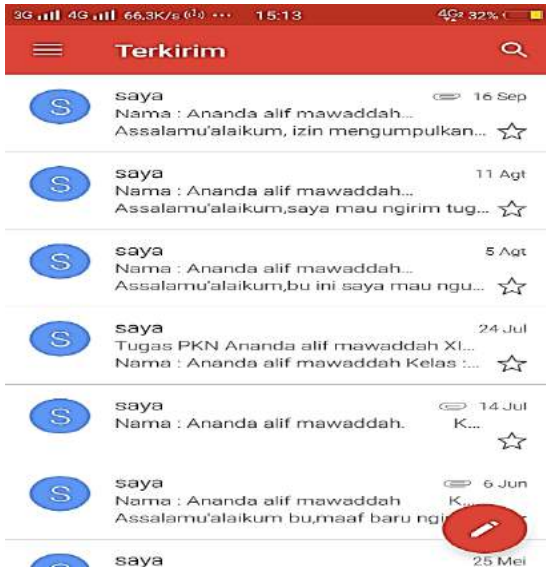 3G 4G 66,3K/s ... 15:13 4G² 32%
Terkirim
S saya 16 Sep
Nama : Ananda alif mawaddah...
Assalamu'alaikum, izin mengumpulkan...
S saya 11 Agt
Nama : Ananda alif mawaddah...
Assalamu'alaikum,saya mau ngirim tug...
S saya 5 Agt
Nama : Ananda alif mawaddah...
Assalamu'alaikum,bu ini saya mau ngu...
S saya 24 Jul
Tugas PKN Ananda alif mawaddah XI...
Nama : Ananda alif mawaddah Kelas :...
S saya 14 Jul
Nama : Ananda alif mawaddah. K...
S saya 6 Jun
Nama : Ananda alif mawaddah K...
Assalamu'alaikum bu,maaf baru ngi
saya 25 Mei